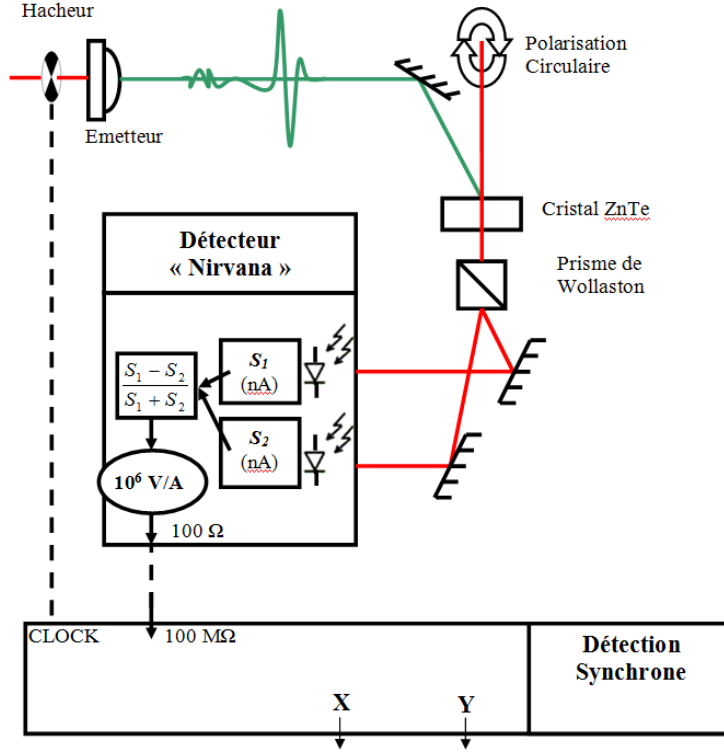 Hacheur
Polarisation
Circulaire
Emetteur
Cristal ZnTe
Détecteur
« Nirvana »
Prisme de
Wollaston
S₁
(nA)
S₁ − S₂
S₁ + S₂
S₂
(nA)
10⁶ V/A
100 Ω
CLOCK
100 MΩ
Détection
Synchrone
X
Y